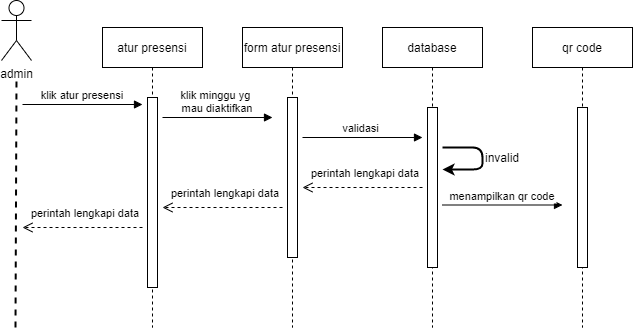 atur presensi
form atur presensi
database
qr code
admin
klik atur presensi
klik minggu yg
mau diaktifkan
validasi
invalid
perintah lengkapi data
perintah lengkapi data
menampilkan qr code
perintah lengkapi data